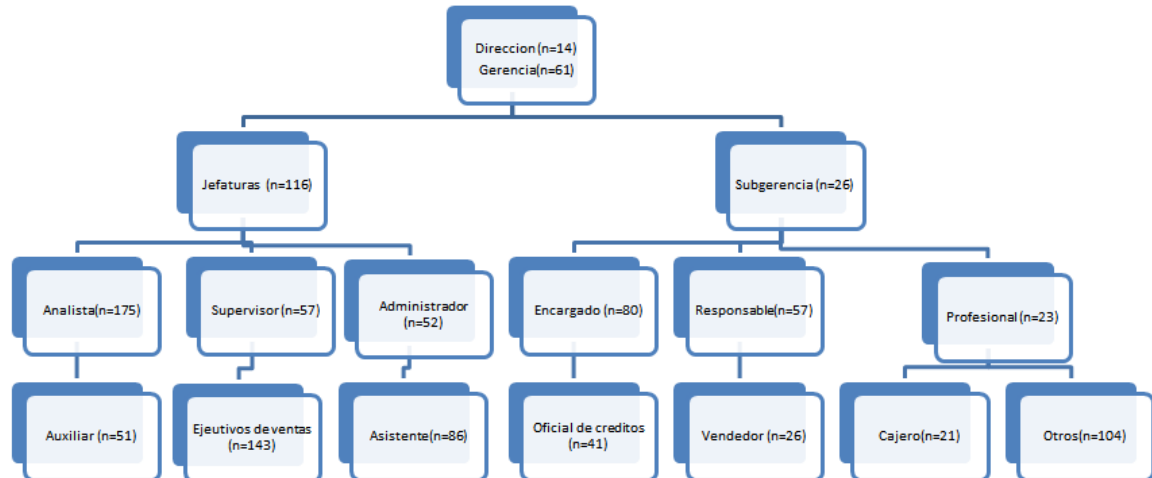 Direccion (n=14)
Gerencia(n=61)
Jefaturas (n=116)
Subgerencia (n=26)
Analista(n=175)
Supervisor(n=57)
Administrador
(n=52)
Encargado(n=80)
Responsable(n=57)
Profesional (n=23)
Auxiliar (n=51)
Ejeutivos de ventas
(n=143)
Asistente(n=86)
Oficial de creditos
(n=41)
Vendedor (n=26)
Cajero(n=21)
Otros(n=104)